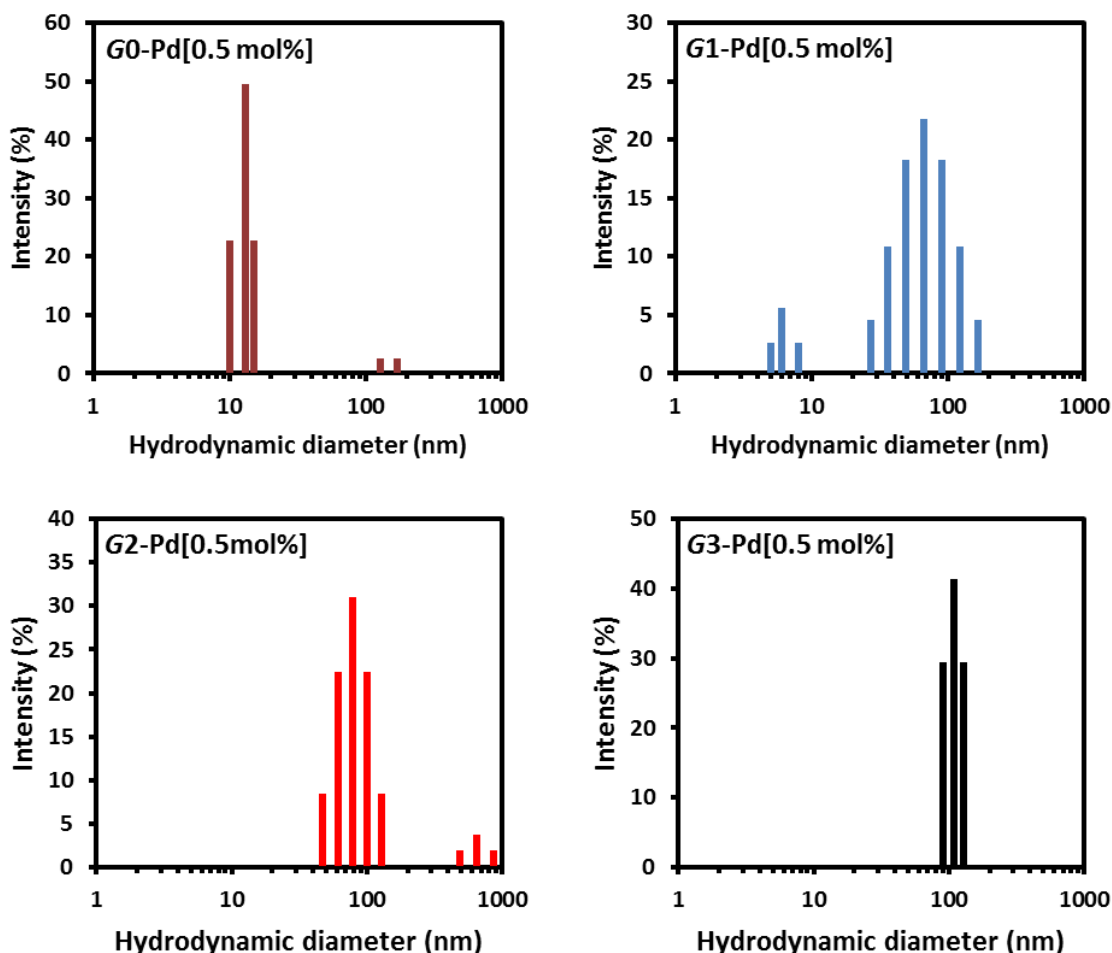 60
50
40
30
20
10
0
Intensity (%)
G0-Pd[0.5 mol%]
1 10 100 1000
Hydrodynamic diameter (nm)
30
25
20
15
10
5
0
Intensity (%)
G1-Pd[0.5 mol%]
1 10 100 1000
Hydrodynamic diameter (nm)
40
35
30
25
20
15
10
5
0
Intensity (%)
G2-Pd[0.5mol%]
1 10 100 1000
Hydrodynamic diameter (nm)
50
40
30
20
10
0
Intensity (%)
G3-Pd[0.5 mol%]
1 10 100 1000
Hydrodynamic diameter (nm)